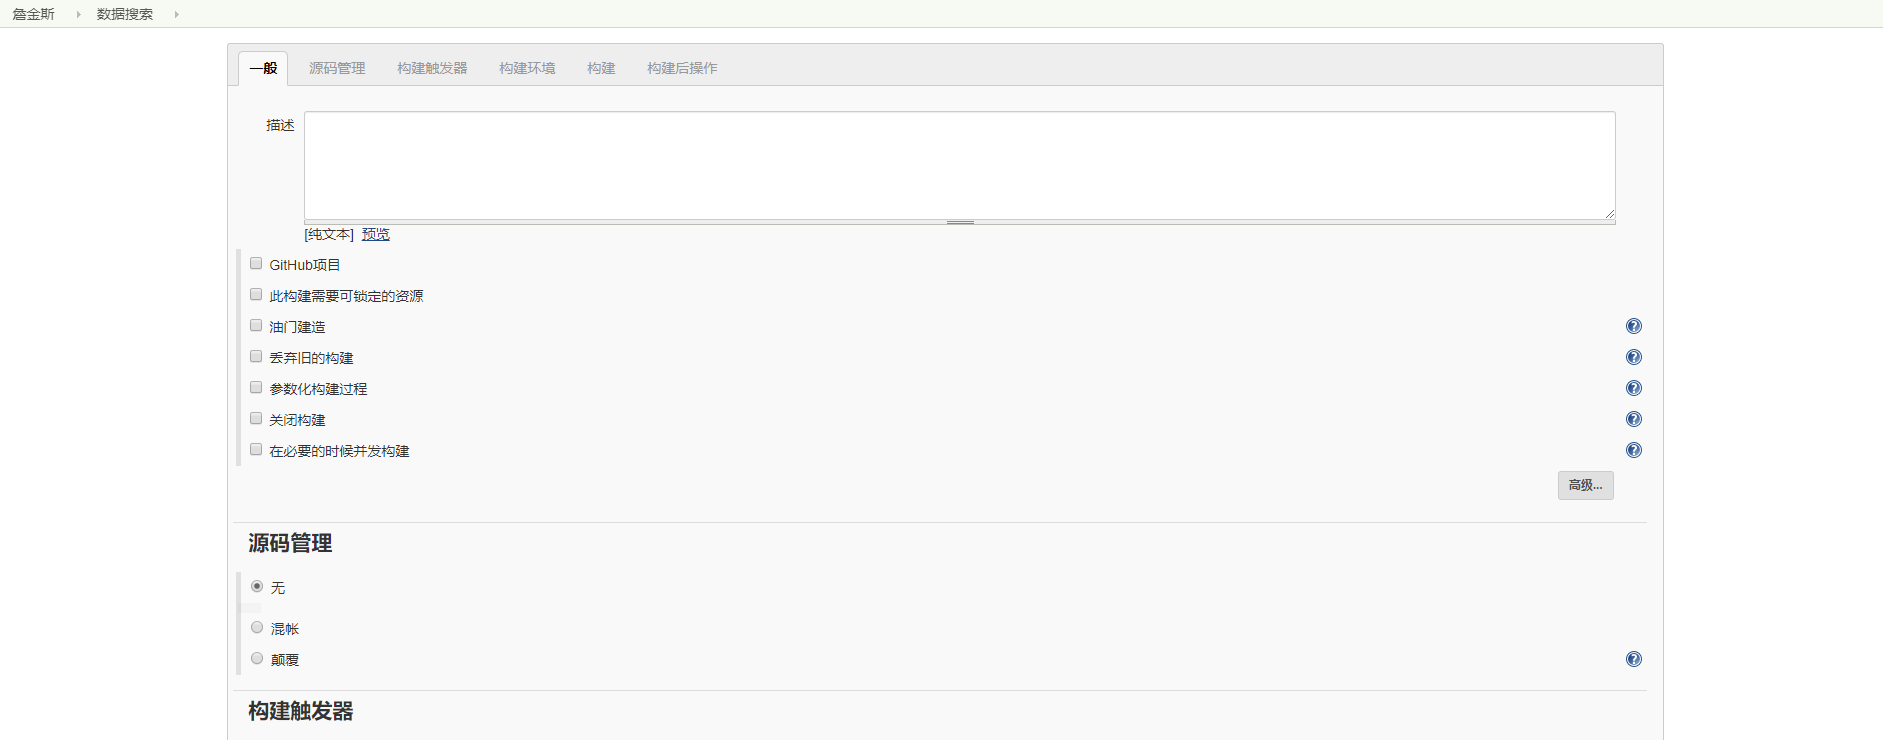 詹金斯 数据搜索
一般 源码管理 构建触发器 构建环境 构建 构建后操作
描述
[纯文本] 预览
GitHub项目
此构建需要可锁定的资源
油门建造
丢弃旧的构建
参数化构建过程
关闭构建
在必要的时候并发构建
高级...
源码管理
无
混帐
颠覆
构建触发器